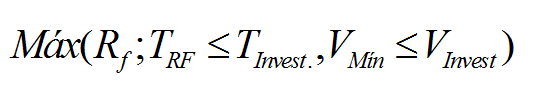 Máx(R_f ; T_RF ≤ T_Invest. , V_Mín ≤ V_Invest)